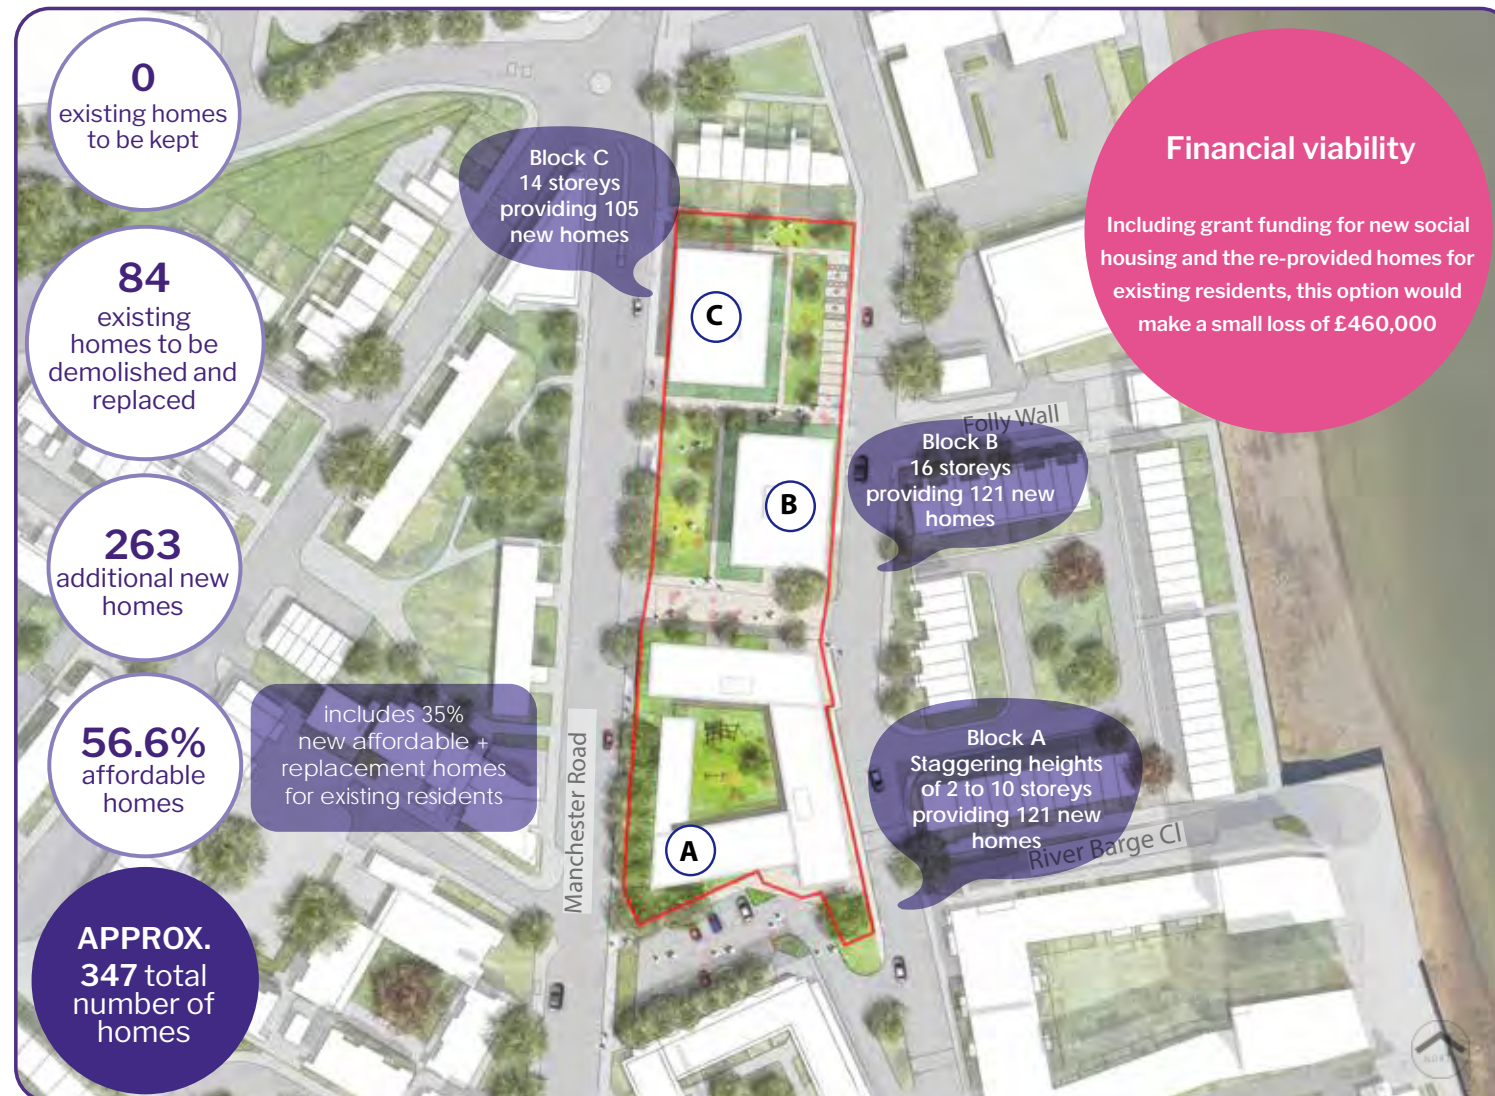 0
existing homes
to be kept
84
existing
homes to be
demolished and
replaced
263
additional new
homes
56.6%
affordable
homes
includes 35%
new affordable +
replacement homes
for existing residents
APPROX.
347 total
number of
homes
Block C
14 storeys
providing 105
new homes
C
Block B
16 storeys
providing 121 new
homes
B
Block A
Staggering heights
of 2 to 10 storeys
providing 121 new
homes
A
Manchester Road
Folly Wall
River Barge Cl
Financial viability
Including grant funding for new social
housing and the re-provided homes for
existing residents, this option would
make a small loss of £460,000
NORTH